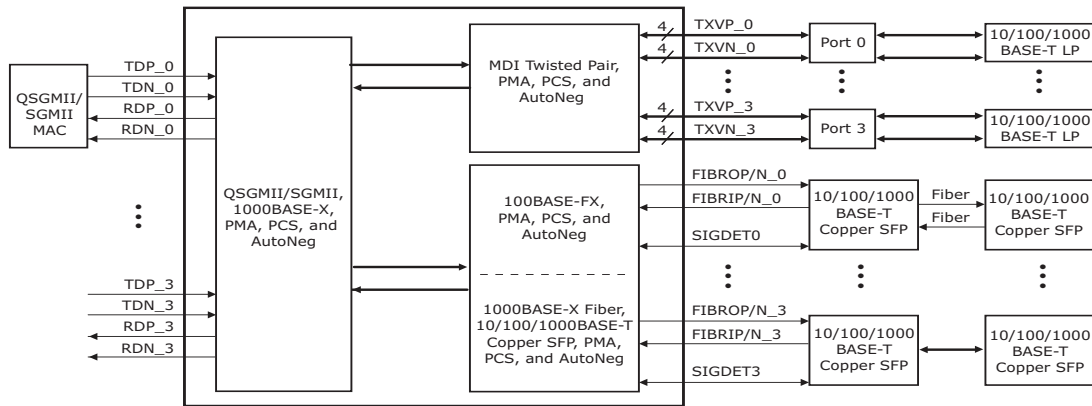 QSGMII/
SGMII
MAC
TDP_0
TDN_0
RDP_0
RDN_0
TDP_3
TDN_3
RDP_3
RDN_3
QSGMII/SGMII,
1000BASE-X,
PMA, PCS, and
AutoNeg
MDI Twisted Pair,
PMA, PCS, and
AutoNeg
100BASE-FX,
PMA, PCS, and
AutoNeg
1000BASE-X Fiber,
10/100/1000BASE-T
Copper SFP, PMA,
PCS, and AutoNeg
4 TXVP_0
4 TXVN_0
4 TXVP_3
4 TXVN_3
Port 0
Port 3
10/100/1000
BASE-T LP
10/100/1000
BASE-T LP
FIBROP/N_0
FIBRIP/N_0
SIGDET0
10/100/1000
BASE-T
Copper SFP
Fiber
Fiber
10/100/1000
BASE-T
Copper SFP
FIBROP/N_3
FIBRIP/N_3
SIGDET3
10/100/1000
BASE-T
Copper SFP
10/100/1000
BASE-T
Copper SFP